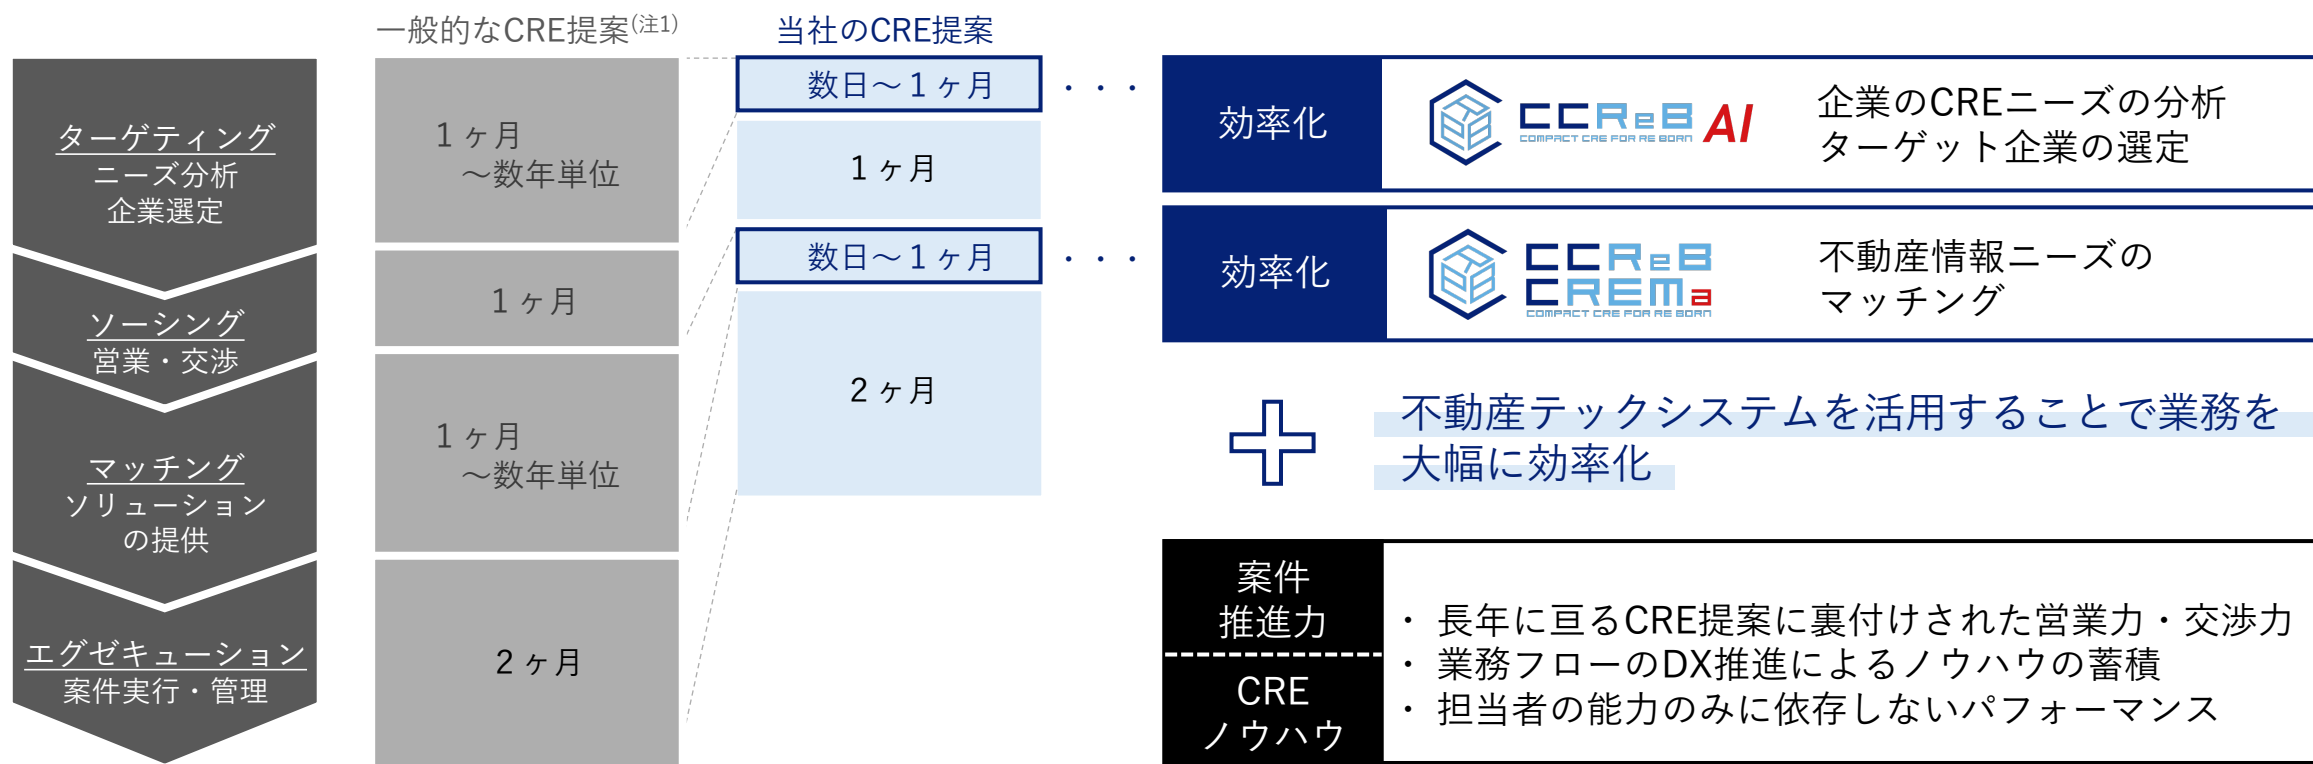 一般的なCRE提案(注1)
当社のCRE提案
ターゲティング
ニーズ分析
企業選定
ソーシング
営業・交渉
マッチング
ソリューション
の提供
エグゼキューション
案件実行・管理
1ヶ月
～数年単位
1ヶ月
1ヶ月
～数年単位
2ヶ月
数日～1ヶ月
1ヶ月
数日～1ヶ月
2ヶ月
・・・
・・・
効率化
CCReB AI
COMPACT CRE FOR RE BORN
企業のCREニーズの分析
ターゲット企業の選定
効率化
CCReB
CREMa
COMPACT CRE FOR RE BORN
不動産情報ニーズの
マッチング
不動産テックシステムを活用することで業務を
大幅に効率化
案件
推進力
CRE
ノウハウ
・ 長年に亘るCRE提案に裏付けされた営業力・交渉力
・ 業務フローのDX推進によるノウハウの蓄積
・ 担当者の能力のみに依存しないパフォーマンス